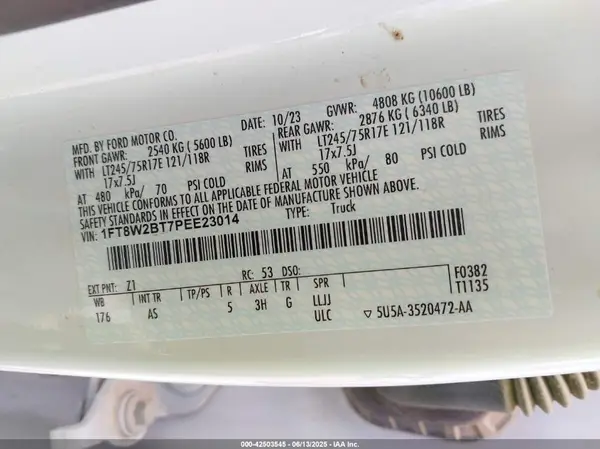 MFD. BY FORD MOTOR CO. 10/23 GVWR: 4808 KG (10600 LB)
FRONT GAWR: 2540 KG ( 5600 LB) REAR GAWR: 2876 KG ( 6340 LB)
WITH LT245/75R17E 121/118R TIRES WITH LT245/75R17E 121/118R TIRES
17x7.5J RIMS 17x7.5J RIMS
AT 480 kPa/ 70 PSI COLD AT 550 kPa/ 80 PSI COLD
THIS VEHICLE CONFORMS TO ALL APPLICABLE FEDERAL MOTOR VEHICLE
SAFETY STANDARDS IN EFFECT ON THE DATE OF MANUFACTURE SHOWN ABOVE.
VIN: 1FT8W2BT7PEE23014 TYPE: Truck
EXT PNT: Z1 RC: 53 DSO: F0382
WB INT TR TP/PS R AXLE TR SPR T1135
176 AS 5 3H G LLJJ
ULC ▽ 5U5A-3520472-AA
000-42503545 - 06/13/2025 - IAA Inc.